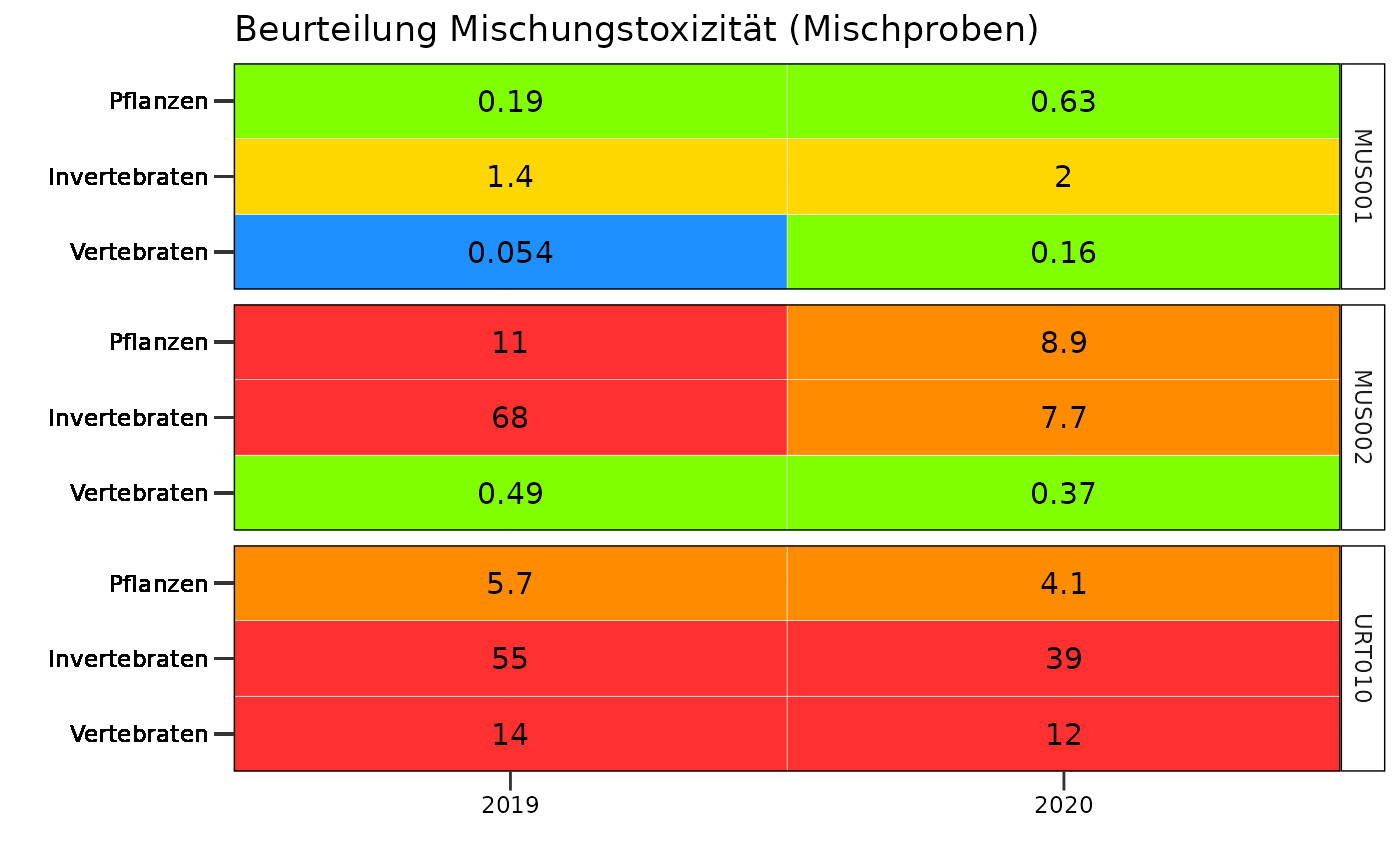 Beurteilung Mischungstoxizität (Mischproben)
Pflanzen 0.19 0.63
Invertebraten 1.4 2
Vertebraten 0.054 0.16
MUS001
Pflanzen 11 8.9
Invertebraten 68 7.7
Vertebraten 0.49 0.37
MUS002
Pflanzen 5.7 4.1
Invertebraten 55 39
Vertebraten 14 12
URT010
2019 2020